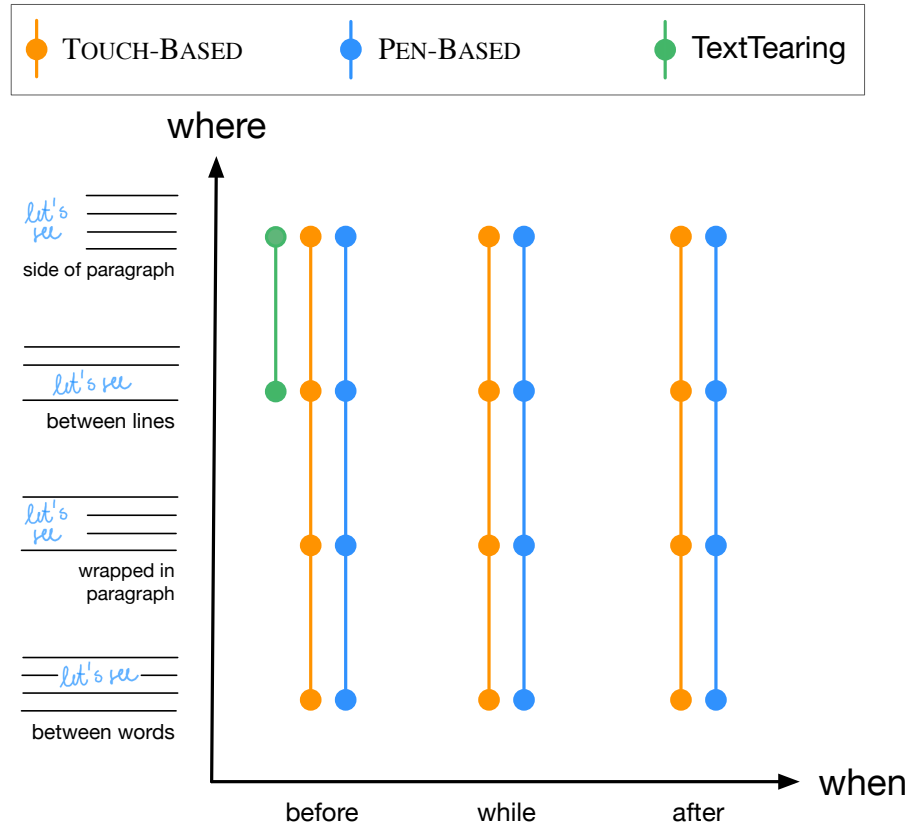 TOUCH-BASED PEN-BASED TextTearing
where
let's
see
side of paragraph
let's see
between lines
let's
see
wrapped in
paragraph
let's see
between words
when
before while after